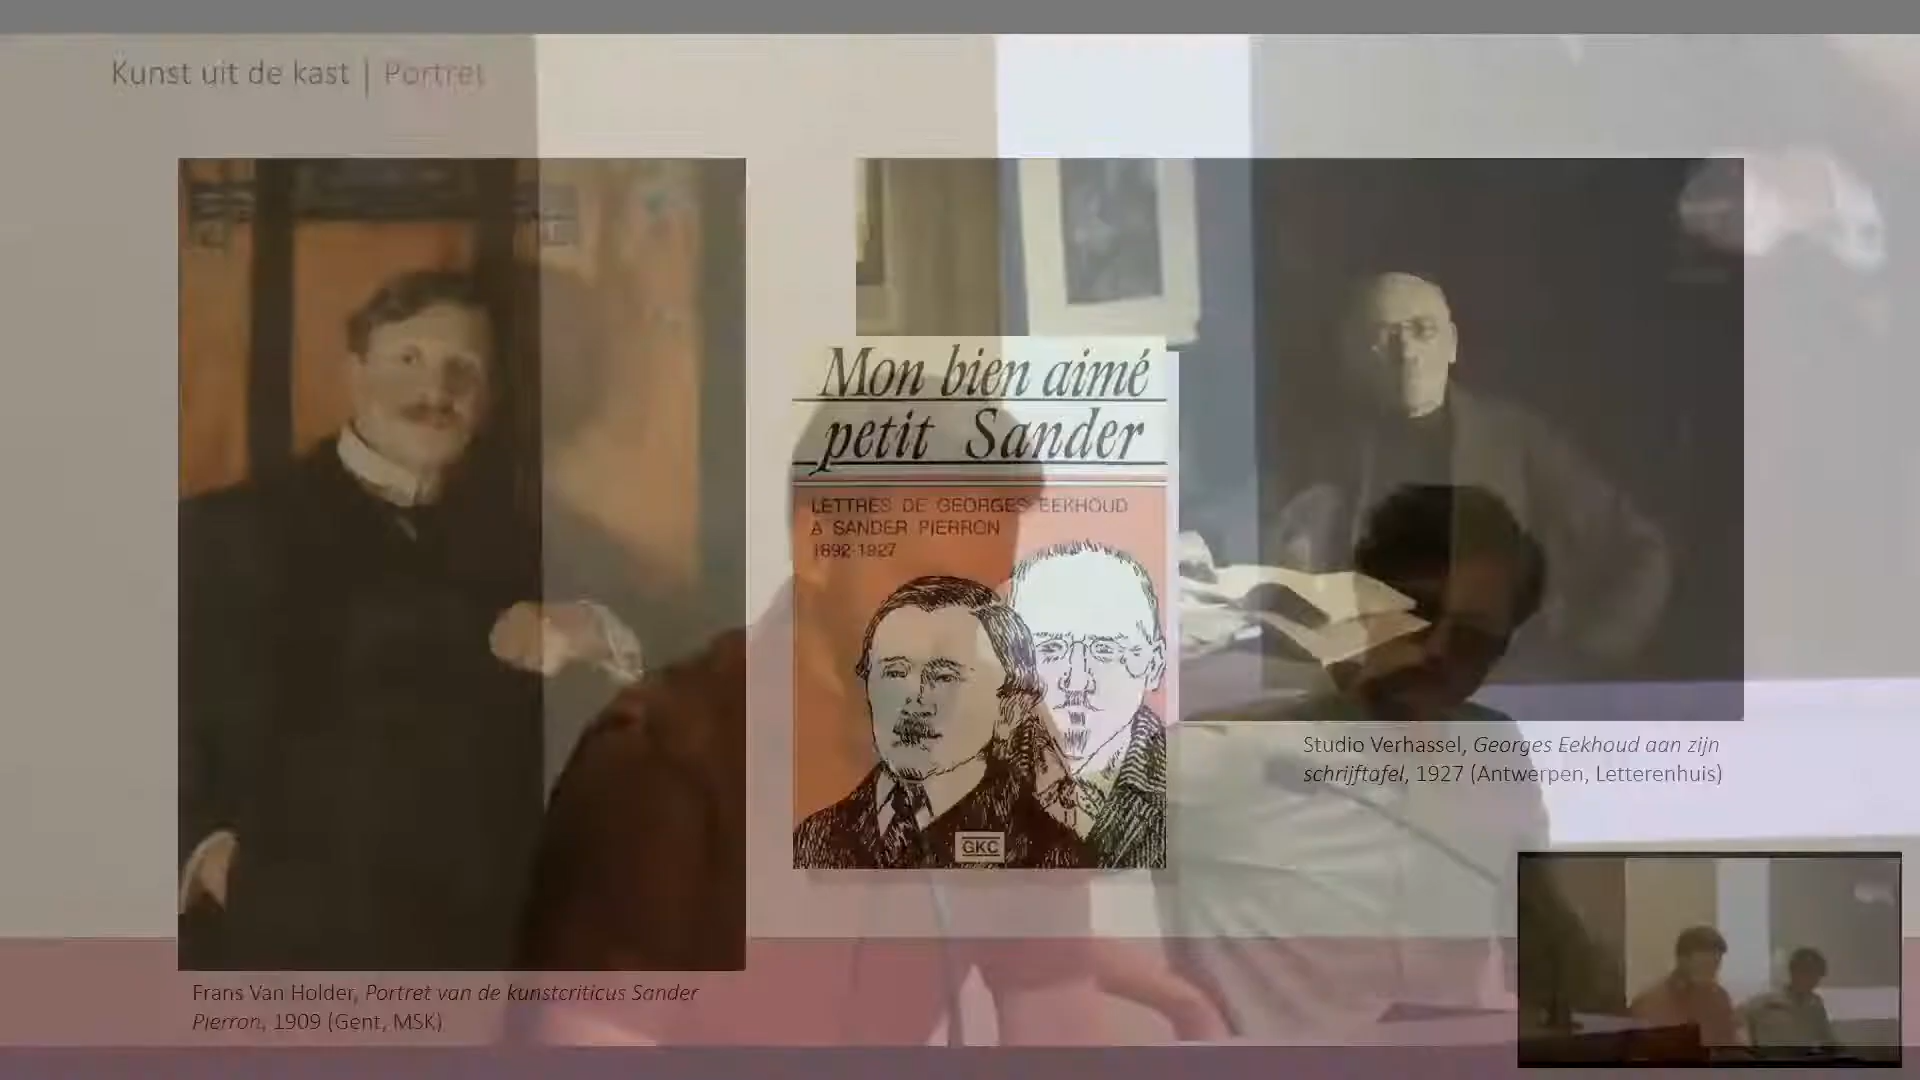 Kunst uit de kast | Portret
Mon bien aimé
petit Sander
LETTRES DE GEORGES EEKHOUD
A SANDER PIERRON
1892-1927
GKC
Studio Verhassel, Georges Eekhoud aan zijn
schrijftafel, 1927 (Antwerpen, Letterenhuis)
Frans Van Holder, Portret van de kunstcriticus Sander
Pierron, 1909 (Gent, MSK)